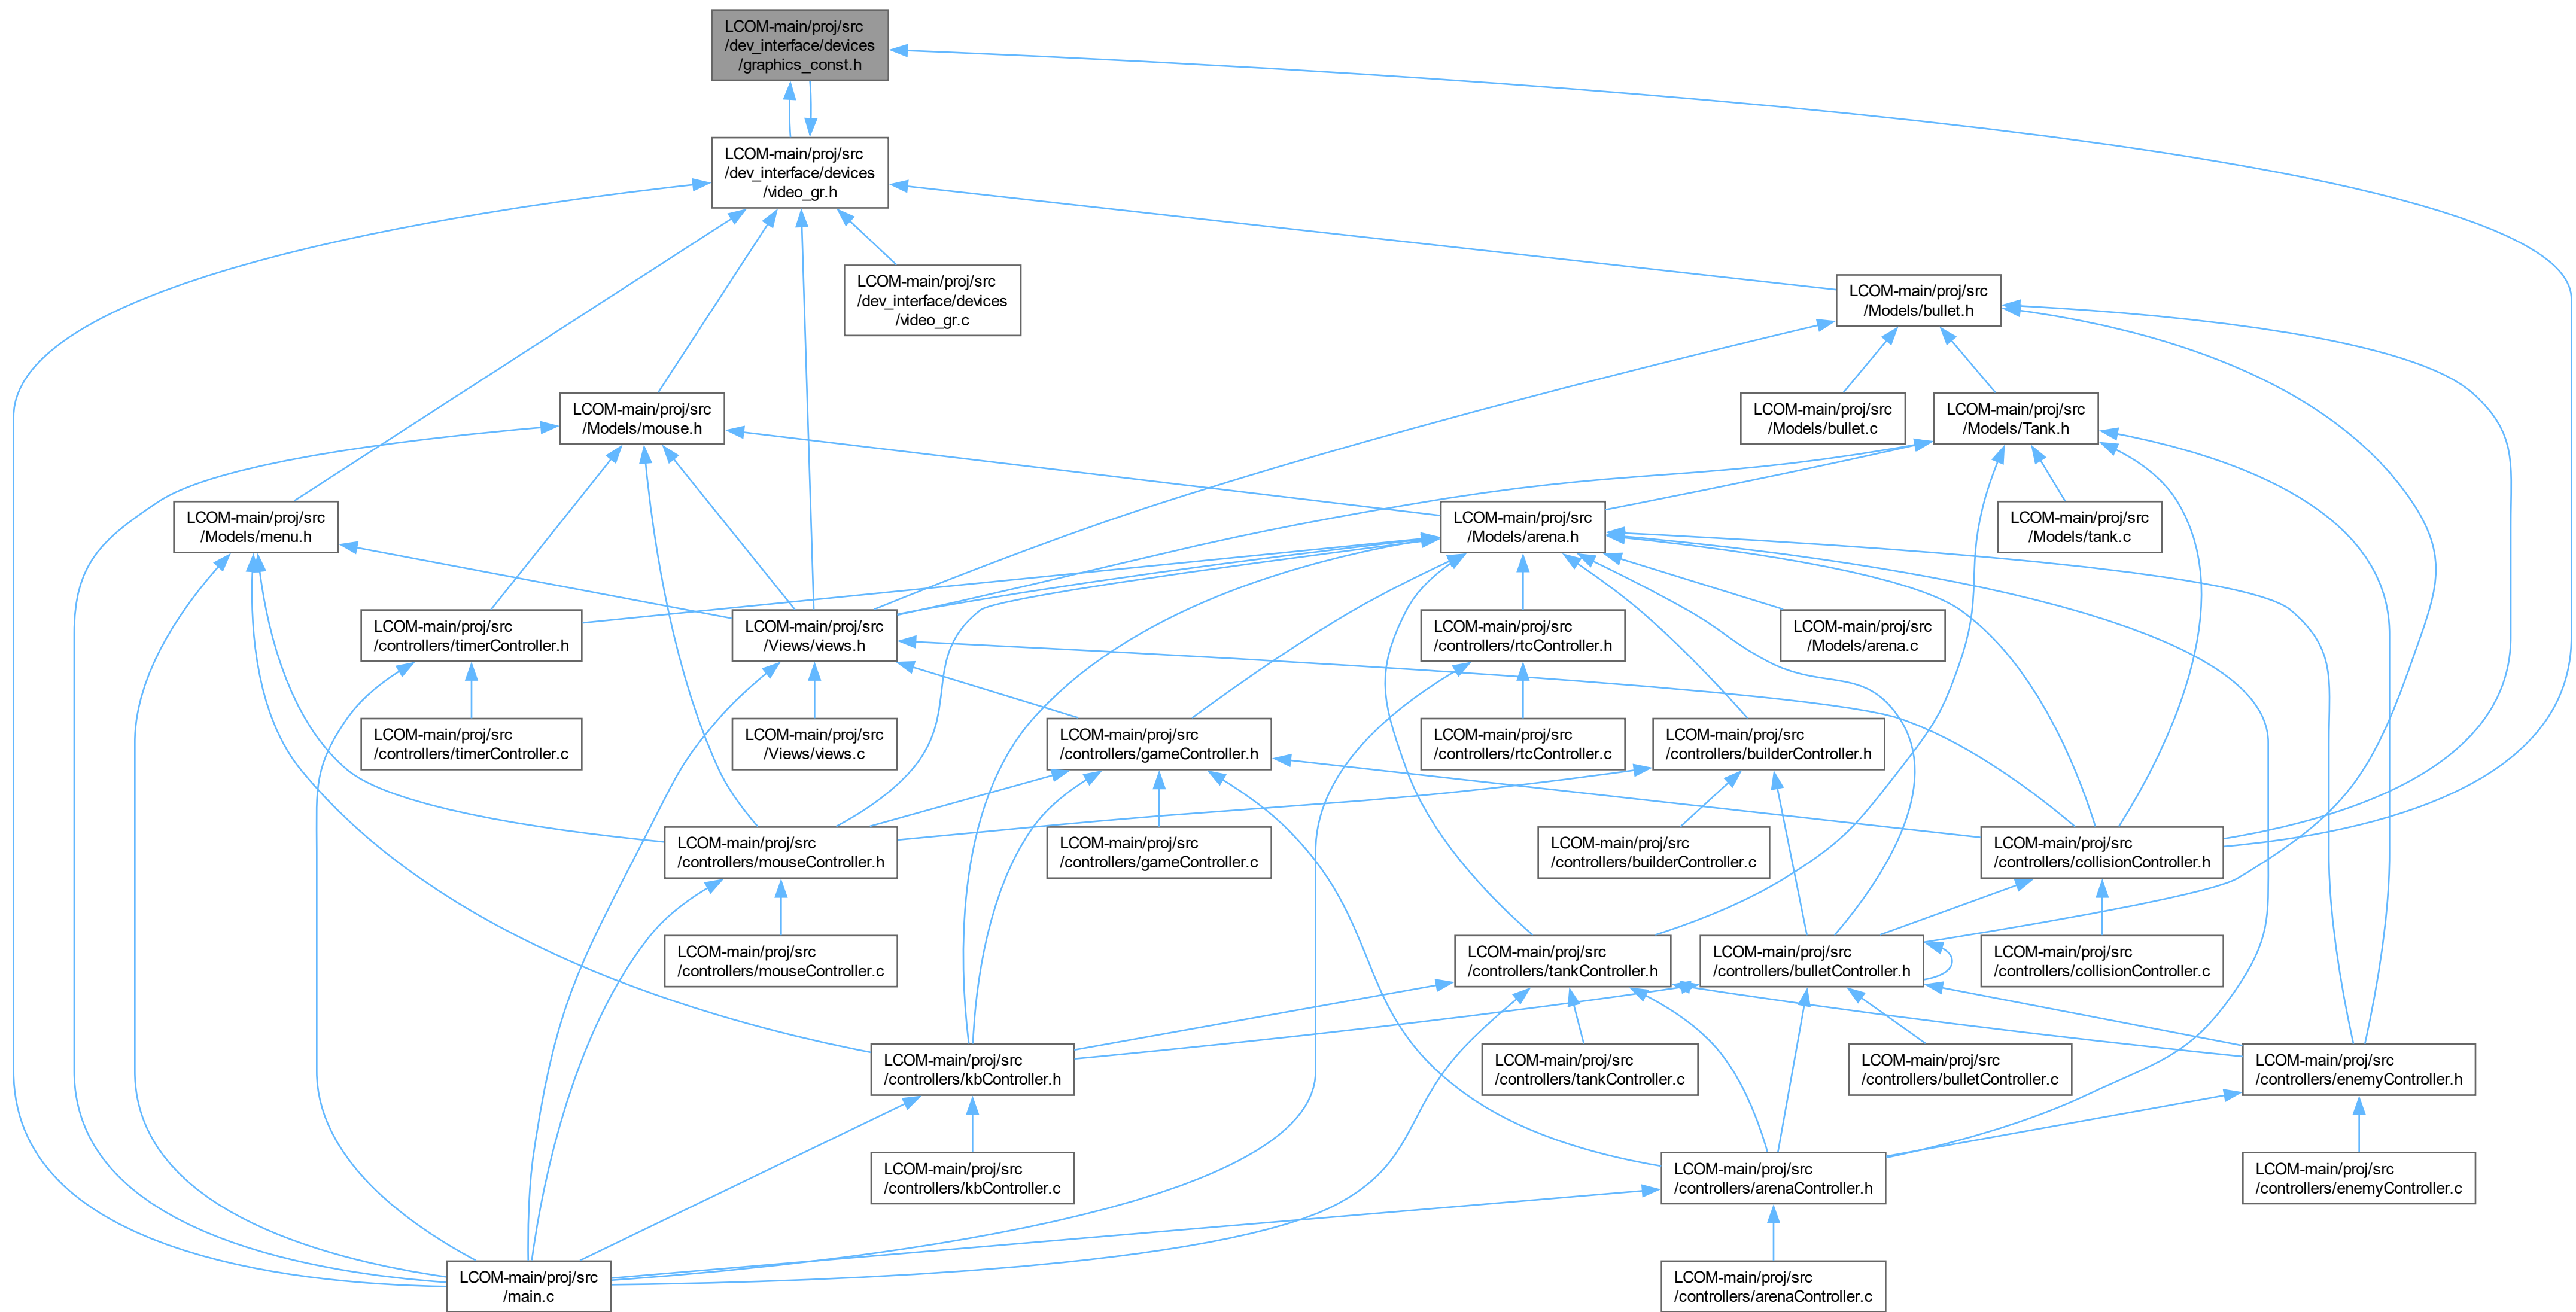 LCOM-main/proj/src
/dev_interface/devices
/graphics_const.h
LCOM-main/proj/src
/dev_interface/devices
/video_gr.h
LCOM-main/proj/src
/dev_interface/devices
/video_gr.c
LCOM-main/proj/src
/Models/bullet.h
LCOM-main/proj/src
/Models/mouse.h
LCOM-main/proj/src
/Models/bullet.c
LCOM-main/proj/src
/Models/Tank.h
LCOM-main/proj/src
/Models/menu.h
LCOM-main/proj/src
/Models/arena.h
LCOM-main/proj/src
/Models/tank.c
LCOM-main/proj/src
/controllers/timerController.h
LCOM-main/proj/src
/Views/views.h
LCOM-main/proj/src
/controllers/rtcController.h
LCOM-main/proj/src
/Models/arena.c
LCOM-main/proj/src
/controllers/timerController.c
LCOM-main/proj/src
/Views/views.c
LCOM-main/proj/src
/controllers/gameController.h
LCOM-main/proj/src
/controllers/rtcController.c
LCOM-main/proj/src
/controllers/builderController.h
LCOM-main/proj/src
/controllers/mouseController.h
LCOM-main/proj/src
/controllers/gameController.c
LCOM-main/proj/src
/controllers/builderController.c
LCOM-main/proj/src
/controllers/collisionController.h
LCOM-main/proj/src
/controllers/mouseController.c
LCOM-main/proj/src
/controllers/tankController.h
LCOM-main/proj/src
/controllers/bulletController.h
LCOM-main/proj/src
/controllers/collisionController.c
LCOM-main/proj/src
/controllers/kbController.h
LCOM-main/proj/src
/controllers/tankController.c
LCOM-main/proj/src
/controllers/bulletController.c
LCOM-main/proj/src
/controllers/enemyController.h
LCOM-main/proj/src
/controllers/kbController.c
LCOM-main/proj/src
/controllers/arenaController.h
LCOM-main/proj/src
/controllers/enemyController.c
LCOM-main/proj/src
/main.c
LCOM-main/proj/src
/controllers/arenaController.c